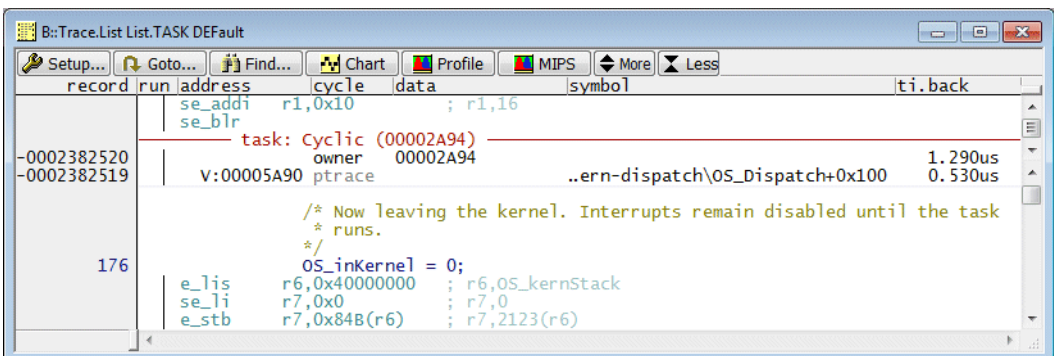 B::Trace.List List.TASK DEFault
Setup... Goto... Find... Chart Profile MIPS More Less
record run address cycle data symbol ti.back
se_addi r1,0x10 ; r1,16
se_blr
task: Cyclic (00002A94)
-0002382520 owner 00002A94 1.290us
-0002382519 V:00005A90 ptrace ..ern-dispatch\OS_Dispatch+0x100 0.530us
/* Now leaving the kernel. Interrupts remain disabled until the task
* runs.
*/
176 OS_inKernel = 0;
e_lis r6,0x40000000 ; r6,OS_kernStack
se_li r7,0x0 ; r7,0
e_stb r7,0x84B(r6) ; r7,2123(r6)